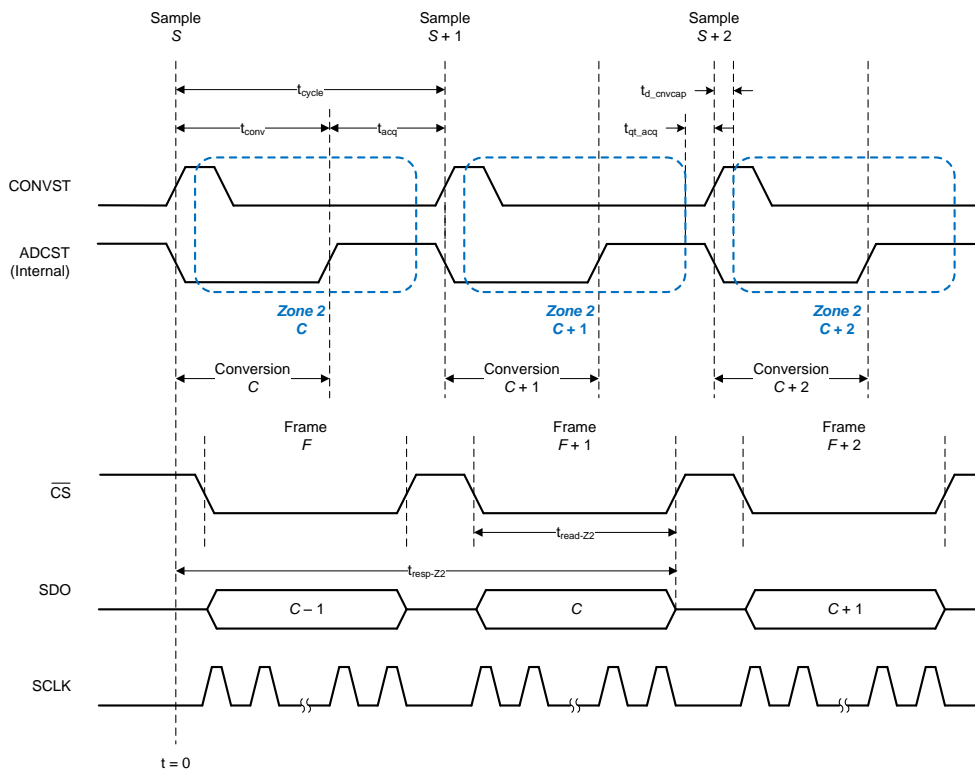 Sample
S
Sample
S + 1
Sample
S + 2
tcycle
td_cnvcap
tconv
tacq
tqt_acq
CONVST
ADCST
(Internal)
Zone 2
C
Zone 2
C + 1
Zone 2
C + 2
Conversion
C
Conversion
C + 1
Conversion
C + 2
Frame
F
Frame
F + 1
Frame
F + 2
CS
tread-Z2
tresp-Z2
SDO
C – 1
C
C + 1
SCLK
t = 0